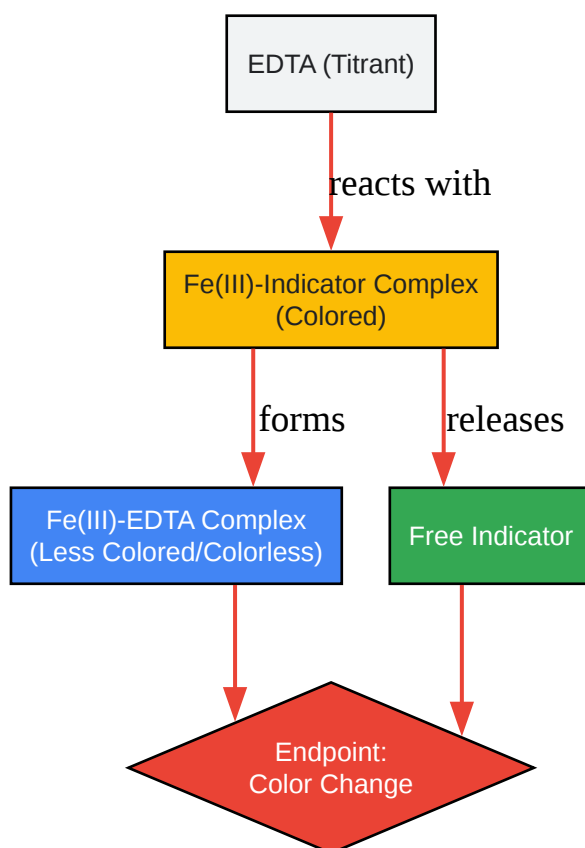 EDTA (Titrant)
reacts with
Fe(III)-Indicator Complex
(Colored)
forms
releases
Fe(III)-EDTA Complex
(Less Colored/Colorless)
Free Indicator
Endpoint:
Color Change